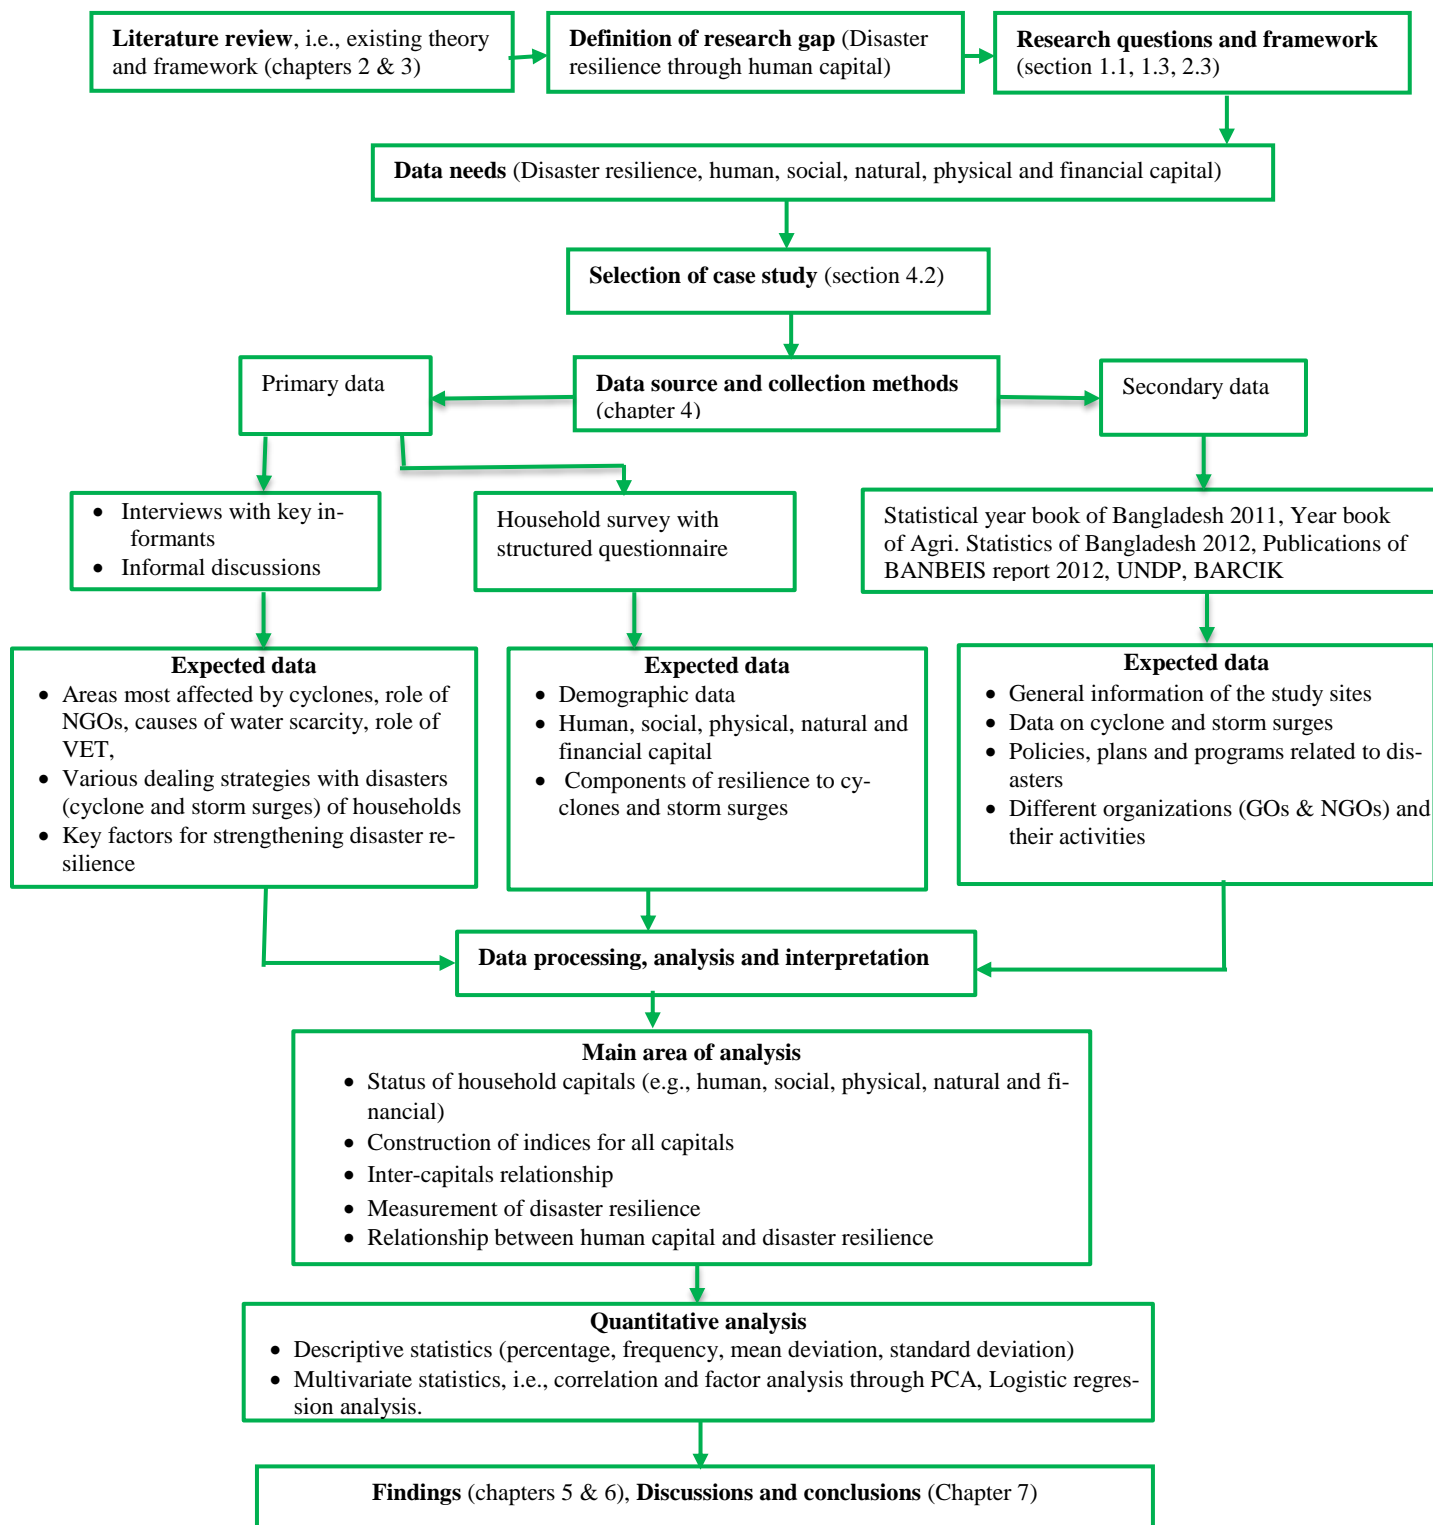 Literature review, i.e., existing theory
and framework (chapters 2 & 3)
Definition of research gap (Disaster
resilience through human capital)
Research questions and framework
(section 1.1, 1.3, 2.3)
Data needs (Disaster resilience, human, social, natural, physical and financial capital)
Selection of case study (section 4.2)
Primary data
Data source and collection methods
(chapter 4)
Secondary data
• Interviews with key in-
formants
• Informal discussions
Household survey with
structured questionnaire
Statistical year book of Bangladesh 2011, Year book
of Agri. Statistics of Bangladesh 2012, Publications of
BANBEIS report 2012, UNDP, BARCIK
Expected data
• Areas most affected by cyclones, role of
NGOs, causes of water scarcity, role of
VET,
• Various dealing strategies with disasters
(cyclone and storm surges) of households
• Key factors for strengthening disaster re-
silience
Expected data
• Demographic data
• Human, social, physical, natural and
financial capital
• Components of resilience to cy-
clones and storm surges
Expected data
• General information of the study sites
• Data on cyclone and storm surges
• Policies, plans and programs related to dis-
asters
• Different organizations (GOs & NGOs) and
their activities
Data processing, analysis and interpretation
Main area of analysis
• Status of household capitals (e.g., human, social, physical, natural and fi-
nancial)
• Construction of indices for all capitals
• Inter-capitals relationship
• Measurement of disaster resilience
• Relationship between human capital and disaster resilience
Quantitative analysis
• Descriptive statistics (percentage, frequency, mean deviation, standard deviation)
• Multivariate statistics, i.e., correlation and factor analysis through PCA, Logistic regres-
sion analysis.
Findings (chapters 5 & 6), Discussions and conclusions (Chapter 7)